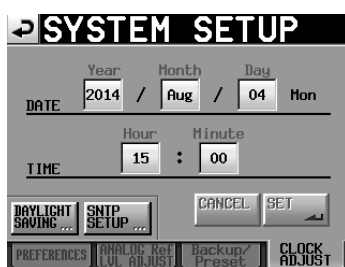 SYSTEM SETUP
Year Month Day
DATE 2014 / Aug / 04 Mon
Hour Minute
TIME 15 : 00
DAYLIGHT SAVING ... SNTP SETUP ... CANCEL SET
PREFERENCES ANALOG Ref LVL ADJUST Backup/ Preset CLOCK ADJUST